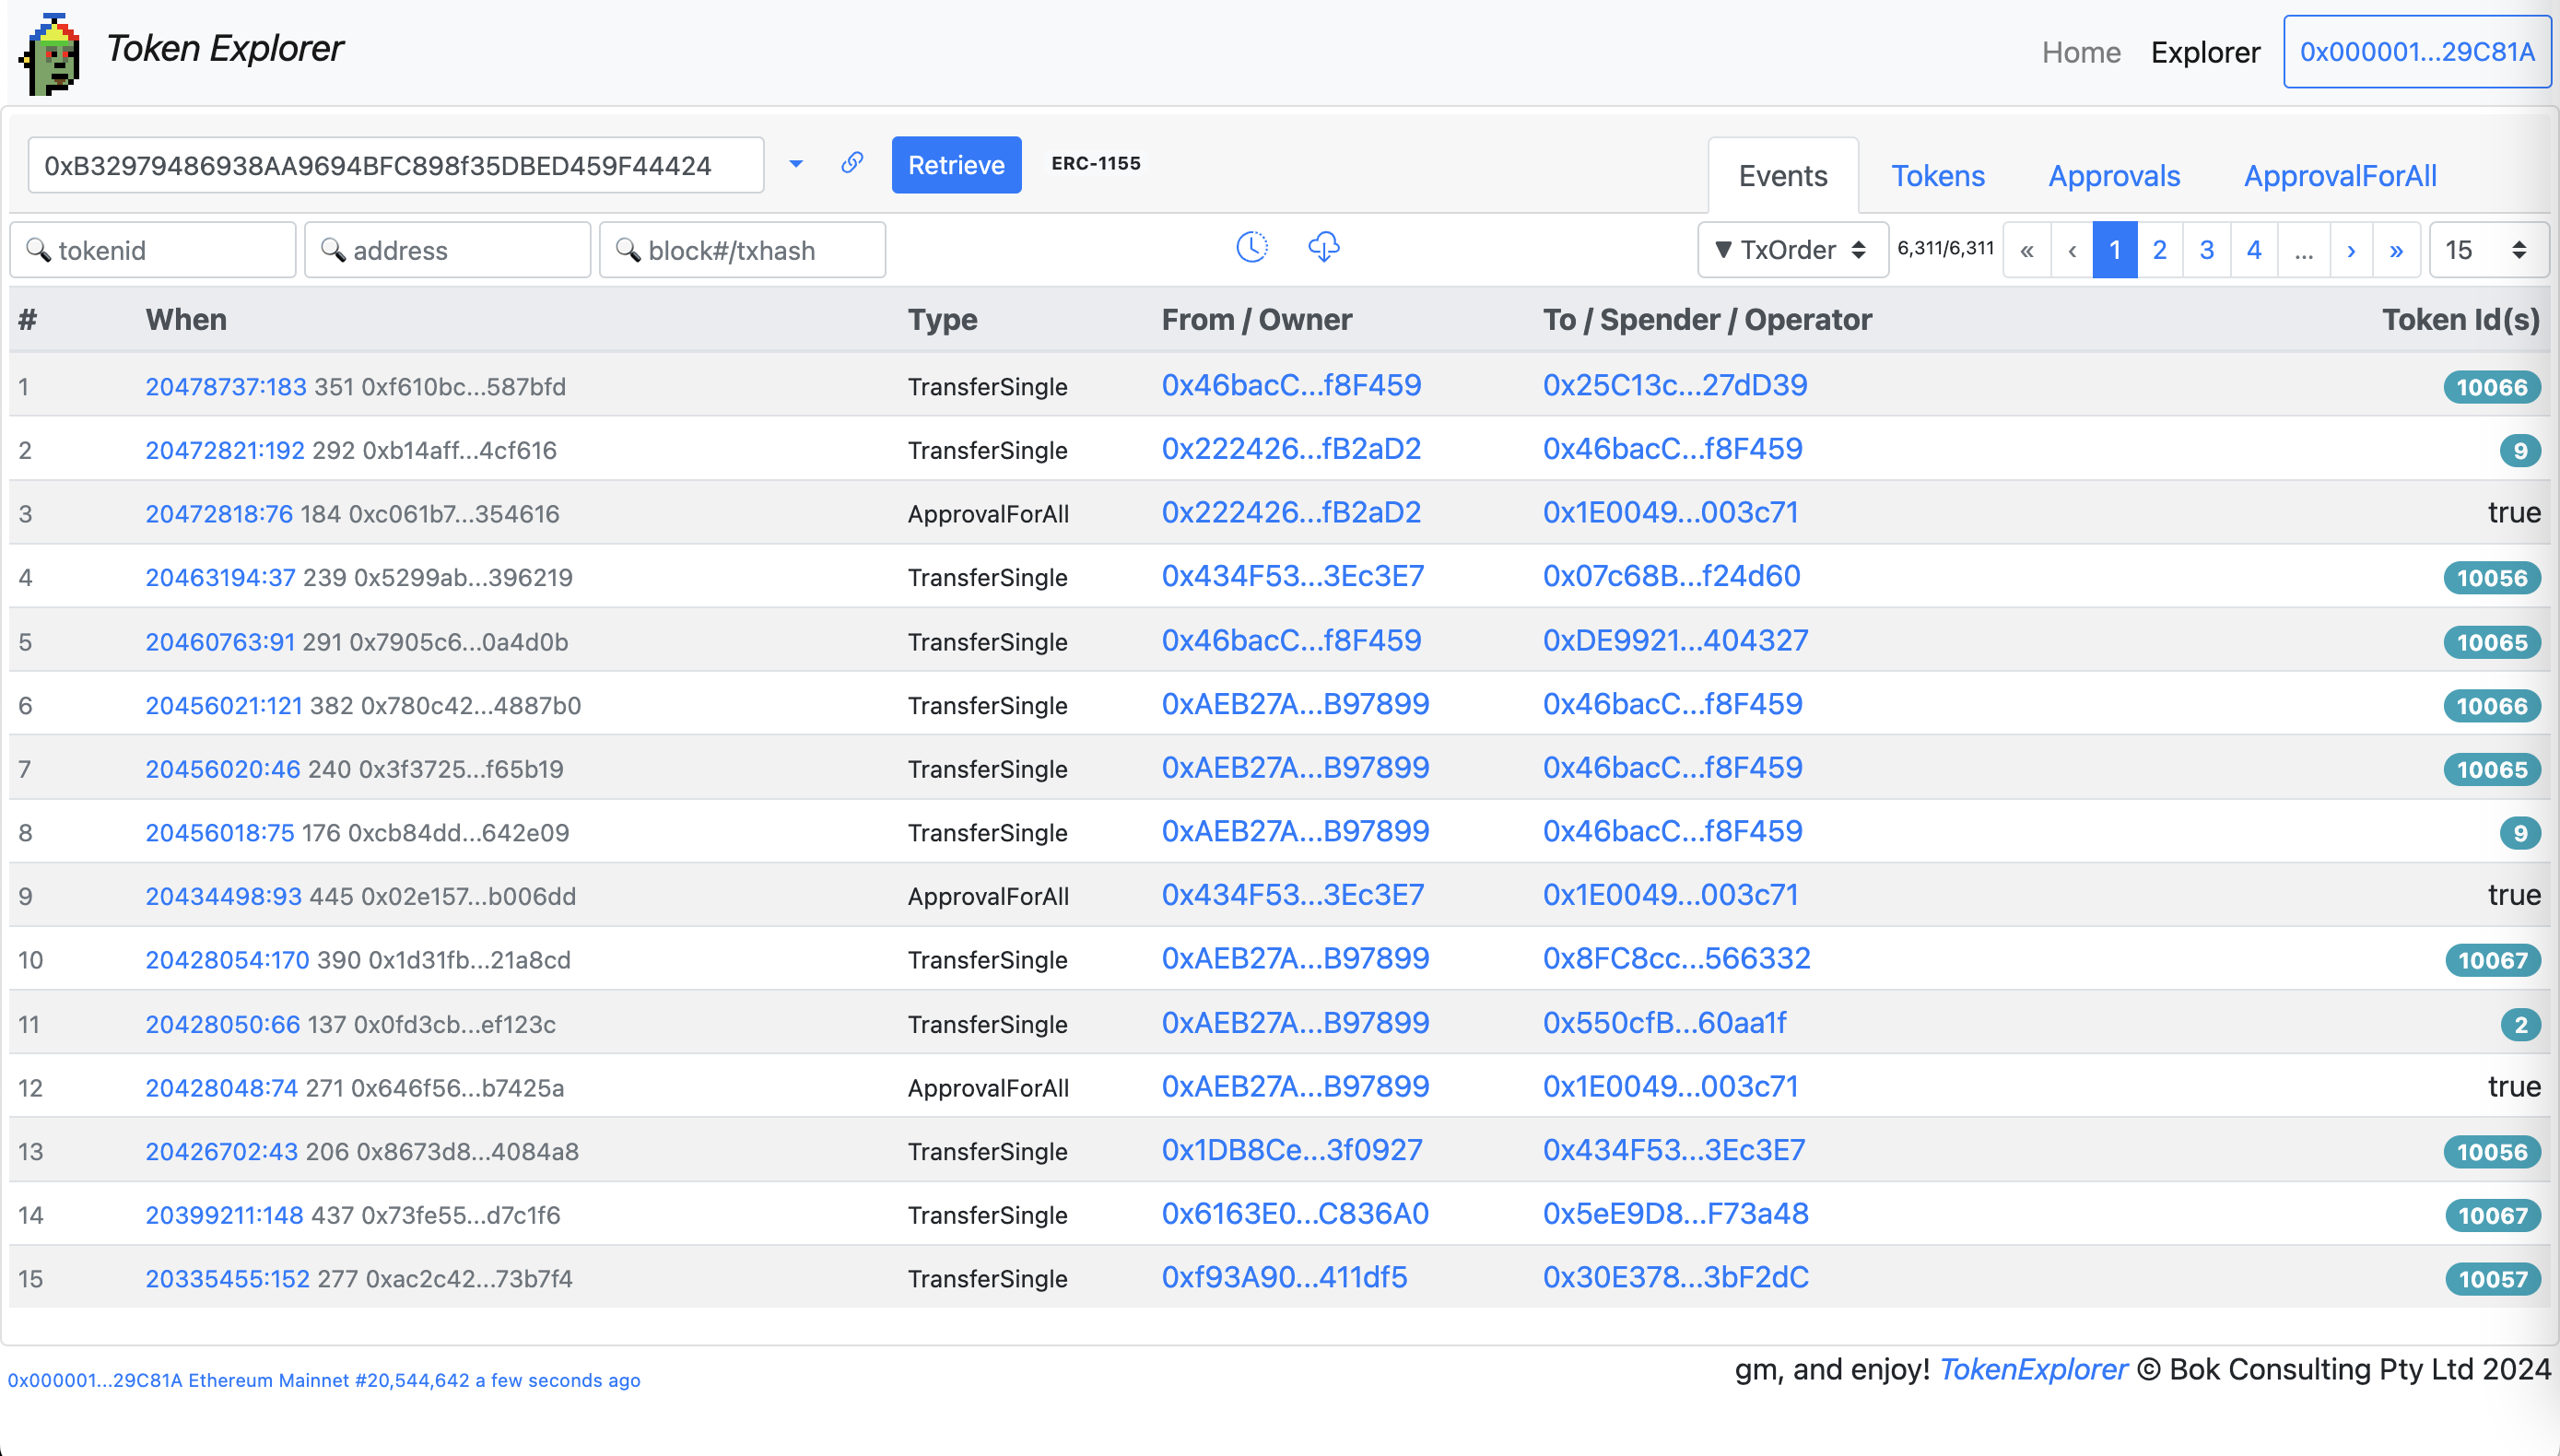 Token Explorer
Home Explorer 0x000001...29C81A
0xB32979486938AA9694BFC898f35DBED459F44424 Retrieve ERC-1155 Events Tokens Approvals ApprovalForAll
tokenid address block#/txhash ▼ TxOrder 6,311/6,311 « ‹ 1 2 3 4 ... › » 15
# When Type From / Owner To / Spender / Operator Token Id(s)
1 20478737:183 351 0xf610bc...587bfd TransferSingle 0x46bacC...f8F459 0x25C13c...27dD39 10066
2 20472821:192 292 0xb14aff...4cf616 TransferSingle 0x222426...fB2aD2 0x46bacC...f8F459 9
3 20472818:76 184 0xc061b7...354616 ApprovalForAll 0x222426...fB2aD2 0x1E0049...003c71 true
4 20463194:37 239 0x5299ab...396219 TransferSingle 0x434F53...3Ec3E7 0x07c68B...f24d60 10056
5 20460763:91 291 0x7905c6...0a4d0b TransferSingle 0x46bacC...f8F459 0xDE9921...404327 10065
6 20456021:121 382 0x780c42...4887b0 TransferSingle 0xAEB27A...B97899 0x46bacC...f8F459 10066
7 20456020:46 240 0x3f3725...f65b19 TransferSingle 0xAEB27A...B97899 0x46bacC...f8F459 10065
8 20456018:75 176 0xcb84dd...642e09 TransferSingle 0xAEB27A...B97899 0x46bacC...f8F459 9
9 20434498:93 445 0x02e157...b006dd ApprovalForAll 0x434F53...3Ec3E7 0x1E0049...003c71 true
10 20428054:170 390 0x1d31fb...21a8cd TransferSingle 0xAEB27A...B97899 0x8FC8cc...566332 10067
11 20428050:66 137 0x0fd3cb...ef123c TransferSingle 0xAEB27A...B97899 0x550cfB...60aa1f 2
12 20428048:74 271 0x646f56...b7425a ApprovalForAll 0xAEB27A...B97899 0x1E0049...003c71 true
13 20426702:43 206 0x8673d8...4084a8 TransferSingle 0x1DB8Ce...3f0927 0x434F53...3Ec3E7 10056
14 20399211:148 437 0x73fe55...d7c1f6 TransferSingle 0x6163E0...C836A0 0x5eE9D8...F73a48 10067
15 20335455:152 277 0xac2c42...73b7f4 TransferSingle 0xf93A90...411df5 0x30E378...3bF2dC 10057
0x000001...29C81A Ethereum Mainnet #20,544,642 a few seconds ago
gm, and enjoy! TokenExplorer © Bok Consulting Pty Ltd 2024